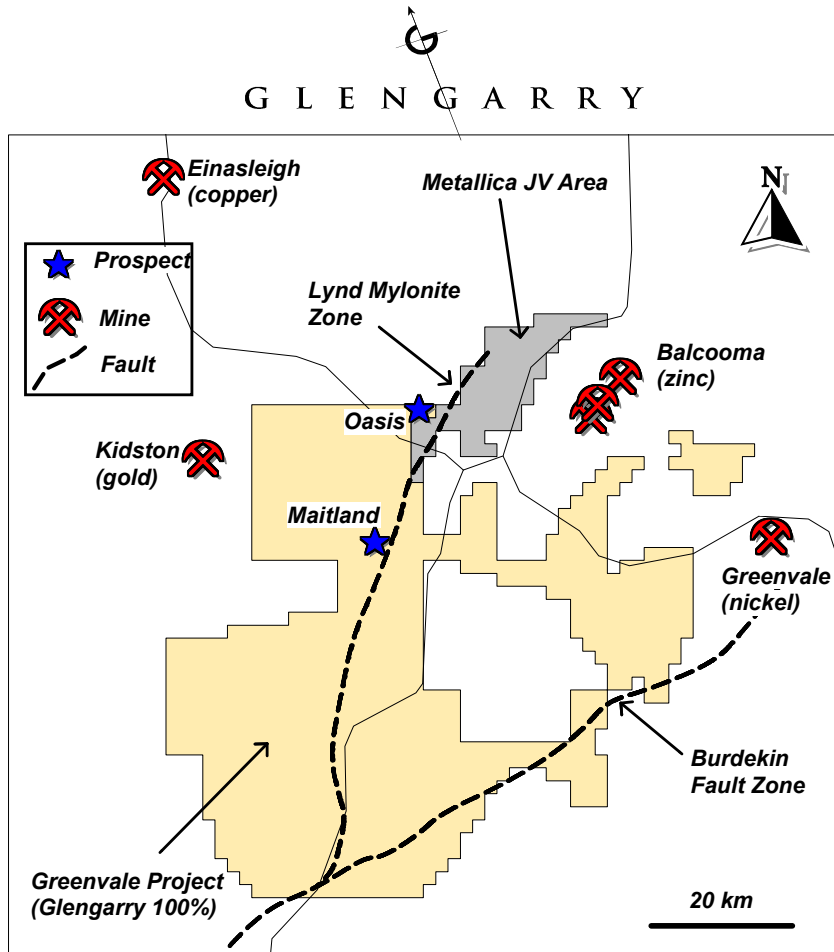 G
GLENGARRY
Einasleigh
(copper)
Metallica JV Area
N
Prospect
Mine
Fault
Lynd Mylonite
Zone
Balcooma
(zinc)
Oasis
Kidston
(gold)
Maitland
Greenvale
(nickel)
Burdekin
Fault Zone
Greenvale Project
(Glengarry 100%)
20 km